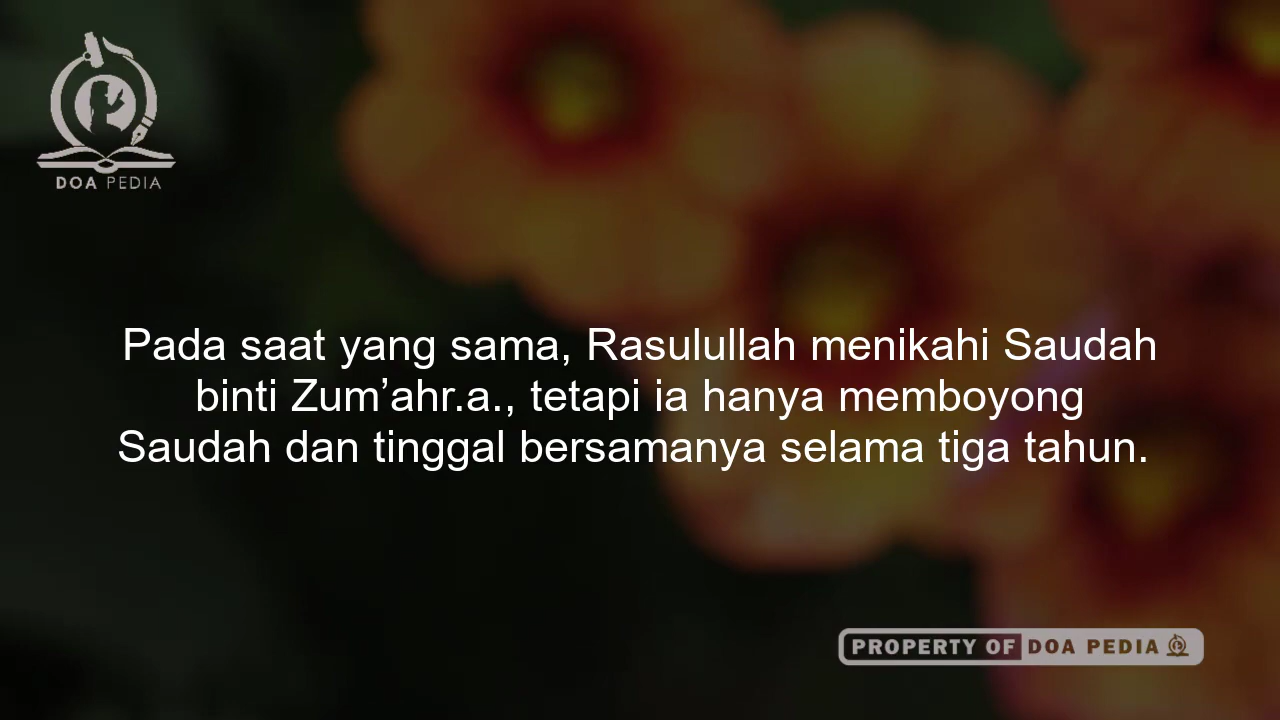 DOA PEDIA
Pada saat yang sama, Rasulullah menikahi Saudah
binti Zum’ahr.a., tetapi ia hanya memboyong
Saudah dan tinggal bersamanya selama tiga tahun.
PROPERTY OF DOA PEDIA